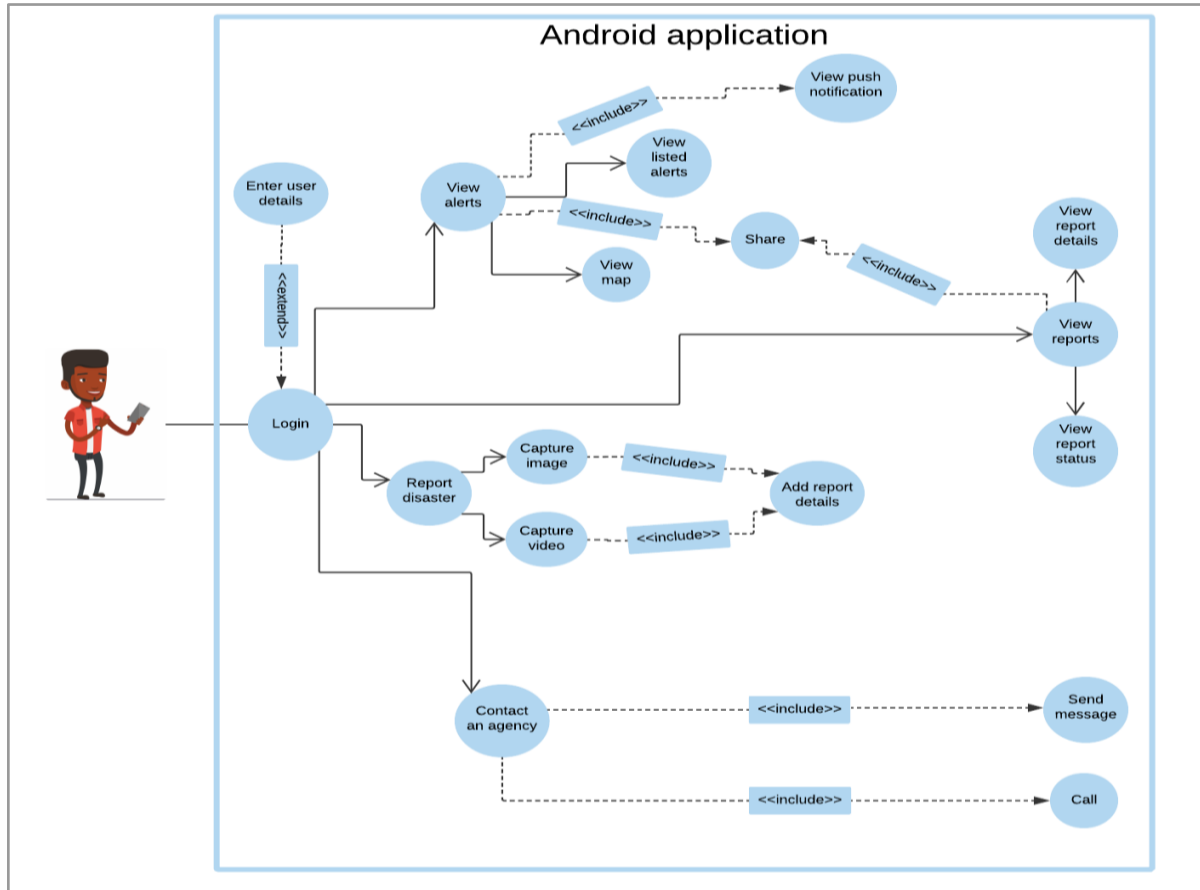 Android application
View push
notification
<<include>>
View
listed
alerts
Enter user
details
View
alerts
<<include>>
Share
View
report
details
<<include>>
View
map
<<extend>>
View
reports
Login
View
report
status
Capture
image
<<include>>
Report
disaster
Add report
details
Capture
video
<<include>>
Contact
an agency
<<include>>
Send
message
<<include>>
Call